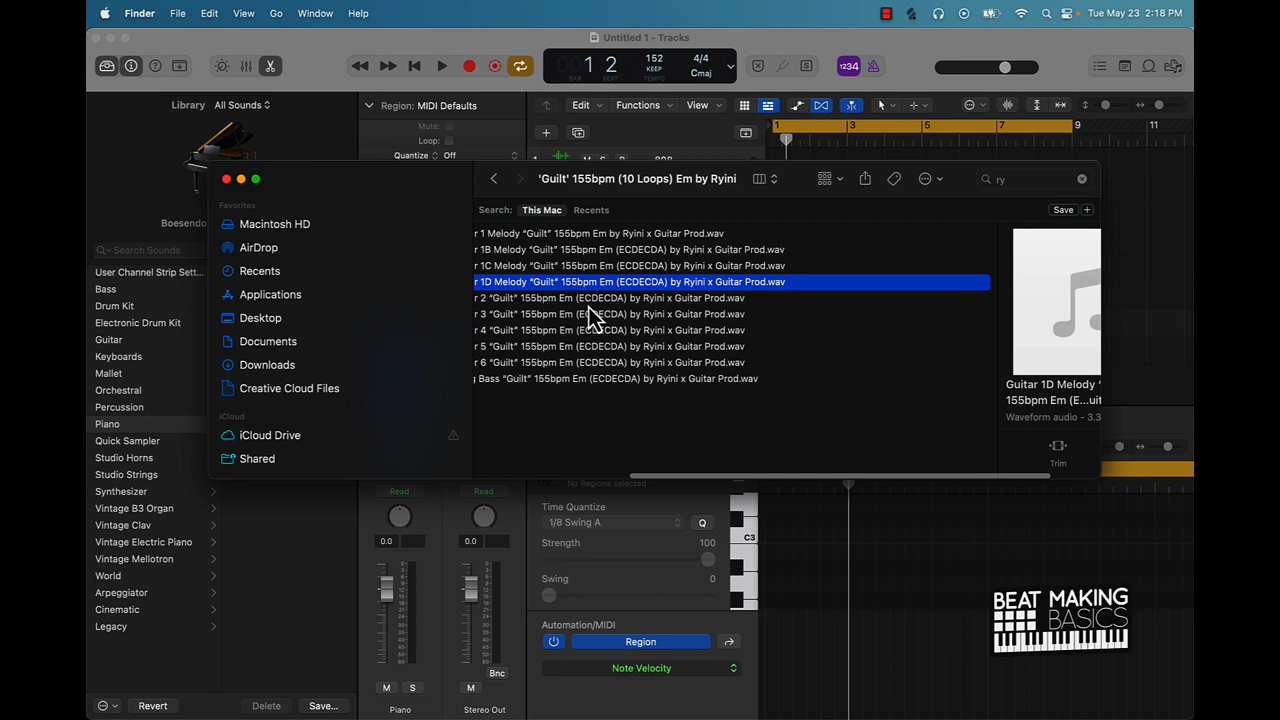 Finder File Edit View Go Window Help Tue May 23 2:18 PM
Untitled 1 - Tracks
1 2 152 4/4
BAR BEAT KEEP TEMPO Cmaj
S 1234
Library All Sounds Region: MIDI Defaults Edit Functions View
Mute:
Loop:
Quantize Off
1 3 5 7 9 11
'Guilt' 155bpm (10 Loops) Em by Ryini ry
Favorites
Macintosh HD
AirDrop
Recents
Applications
Desktop
Documents
Downloads
Creative Cloud Files
iCloud
iCloud Drive
Shared
Search: This Mac Recents Save +
r 1 Melody “Guilt” 155bpm Em by Ryini x Guitar Prod.wav
r 1B Melody “Guilt” 155bpm Em (ECDECDA) by Ryini x Guitar Prod.wav
r 1C Melody “Guilt” 155bpm Em (ECDECDA) by Ryini x Guitar Prod.wav
r 1D Melody “Guilt” 155bpm Em (ECDECDA) by Ryini x Guitar Prod.wav
r 2 “Guilt” 155bpm Em (ECDECDA) by Ryini x Guitar Prod.wav
r 3 “Guilt” 155bpm Em (ECDECDA) by Ryini x Guitar Prod.wav
r 4 “Guilt” 155bpm Em (ECDECDA) by Ryini x Guitar Prod.wav
r 5 “Guilt” 155bpm Em (ECDECDA) by Ryini x Guitar Prod.wav
r 6 “Guilt” 155bpm Em (ECDECDA) by Ryini x Guitar Prod.wav
g Bass “Guilt” 155bpm Em (ECDECDA) by Ryini x Guitar Prod.wav
Guitar 1D Melody “
155bpm Em (E...uit
Waveform audio - 3.3
Trim
Boesendo
Search Sounds
User Channel Strip Sett...
Bass
Drum Kit
Electronic Drum Kit
Guitar
Keyboards
Mallet
Orchestral
Percussion
Piano
Quick Sampler
Studio Horns
Studio Strings
Synthesizer
Vintage B3 Organ
Vintage Clav
Vintage Electric Piano
Vintage Mellotron
World
Arpeggiator
Cinematic
Legacy
Revert Delete Save...
Read Read
0.0 0.0
Bnc
M S M
Piano Stereo Out
No Regions selected
Time Quantize
1/8 Swing A Q
Strength 100
Swing 0
Automation/MIDI
Region
Note Velocity
C3
BEAT MAKING
BASICS